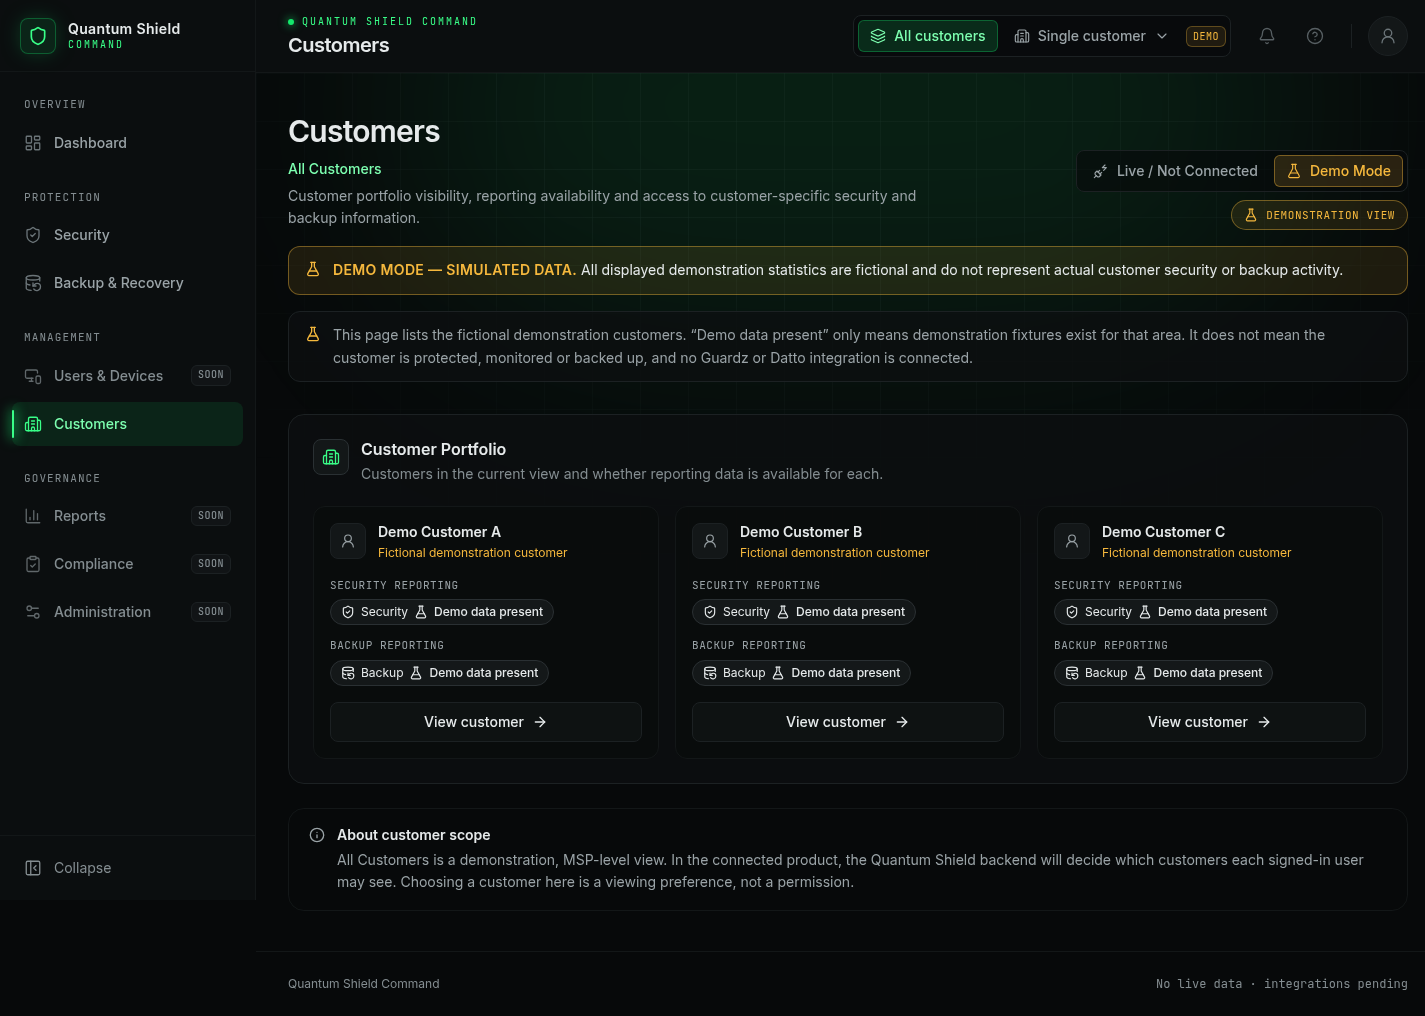 Quantum Shield
COMMAND
OVERVIEW
Dashboard
PROTECTION
Security
Backup & Recovery
MANAGEMENT
Users & Devices
SOON
Customers
GOVERNANCE
Reports
SOON
Compliance
SOON
Administration
SOON
Collapse
QUANTUM SHIELD COMMAND
Customers
All customers
Single customer
DEMO
Customers
All Customers
Customer portfolio visibility, reporting availability and access to customer-specific security and
backup information.
Live / Not Connected
Demo Mode
DEMONSTRATION VIEW
DEMO MODE — SIMULATED DATA. All displayed demonstration statistics are fictional and do not represent actual customer security or backup activity.
This page lists the fictional demonstration customers. “Demo data present” only means demonstration fixtures exist for that area. It does not mean the
customer is protected, monitored or backed up, and no Guardz or Datto integration is connected.
Customer Portfolio
Customers in the current view and whether reporting data is available for each.
Demo Customer A
Fictional demonstration customer
SECURITY REPORTING
Security Demo data present
BACKUP REPORTING
Backup Demo data present
View customer
Demo Customer B
Fictional demonstration customer
SECURITY REPORTING
Security Demo data present
BACKUP REPORTING
Backup Demo data present
View customer
Demo Customer C
Fictional demonstration customer
SECURITY REPORTING
Security Demo data present
BACKUP REPORTING
Backup Demo data present
View customer
About customer scope
All Customers is a demonstration, MSP-level view. In the connected product, the Quantum Shield backend will decide which customers each signed-in user
may see. Choosing a customer here is a viewing preference, not a permission.
Quantum Shield Command
No live data · integrations pending